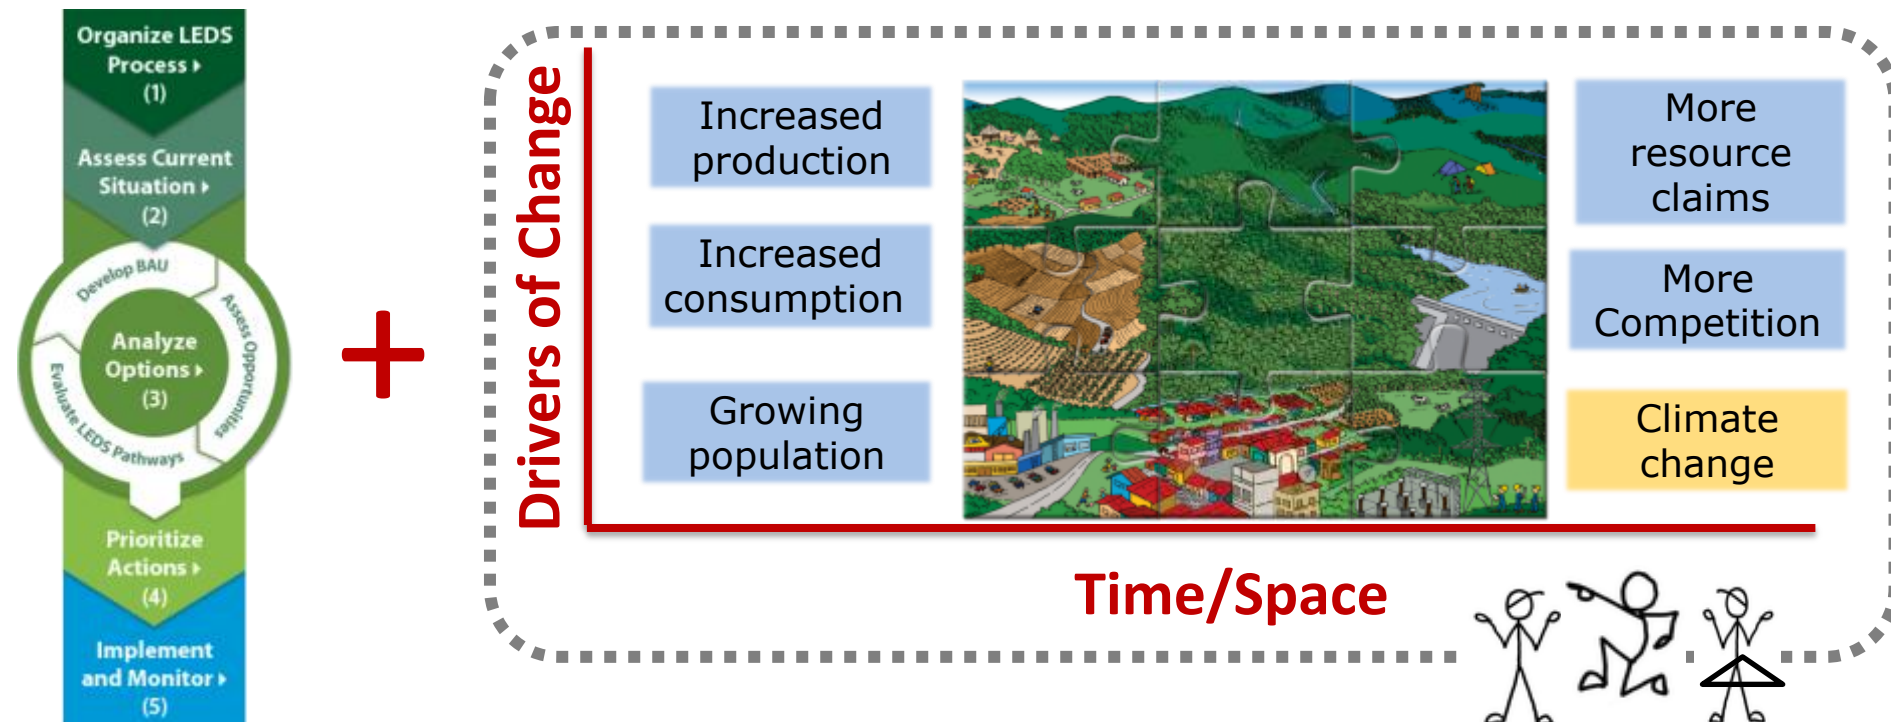 Organize LEDS
Process
(1)
Assess Current
Situation
(2)
Develop BAU
Assess Opportunities
Evaluate LEDS Pathways
Analyze
Options
(3)
Prioritize
Actions
(4)
Implement
and Monitor
(5)
+
Drivers of Change
Increased
production
Increased
consumption
Growing
population
More
resource
claims
More
Competition
Climate
change
Time/Space